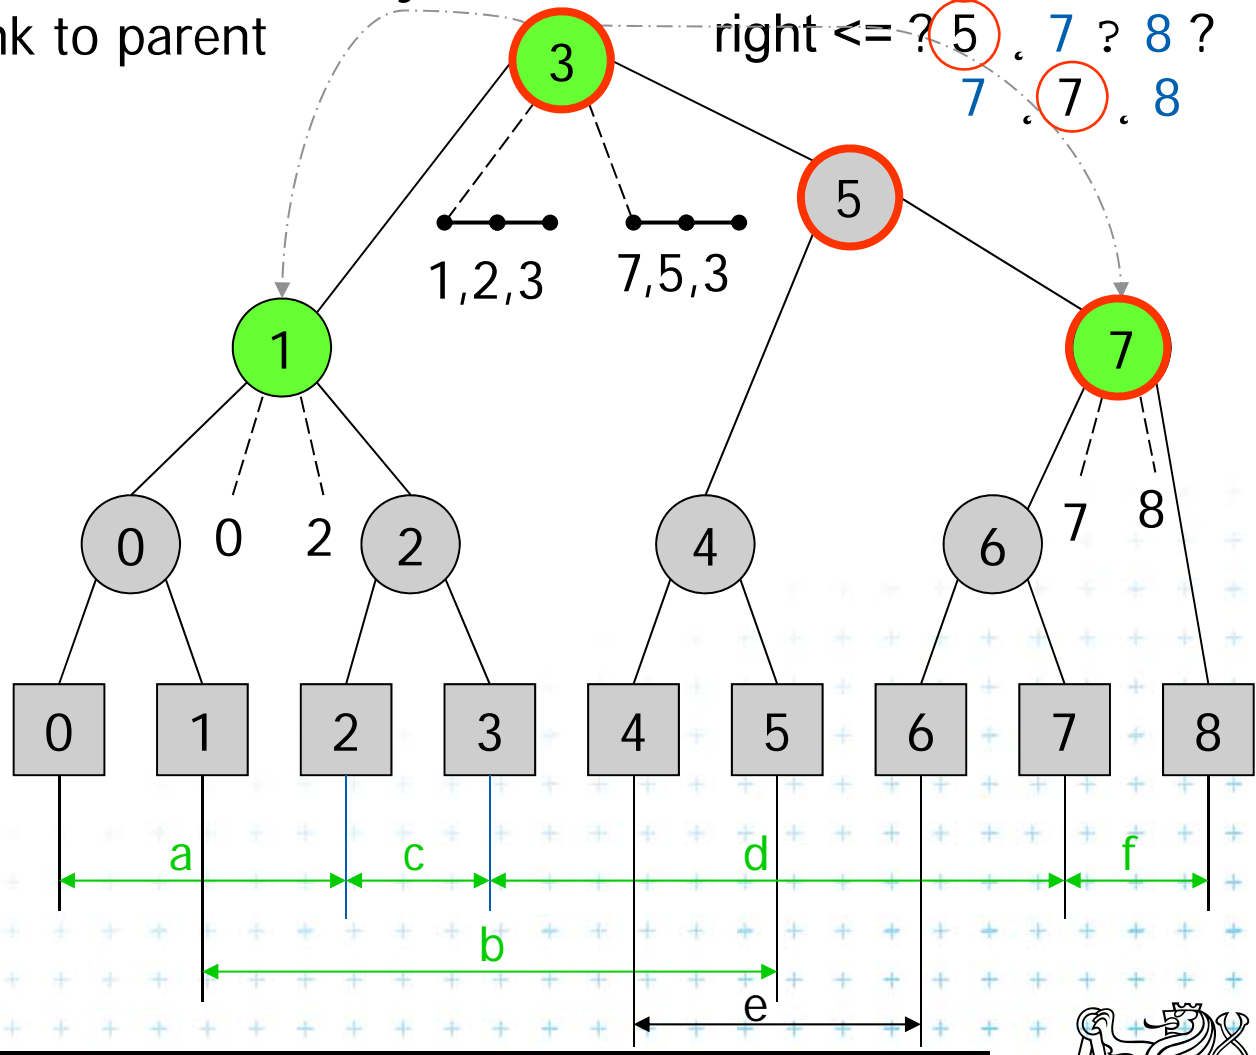 nk to parent
right <= ? 5 7 ? 8 ?
7 7 8
3
5
1,2,3 7,5,3
1 7
0 0 2 2 4 6 7 8
0 1 2 3 4 5 6 7 8
a c d f
b
e